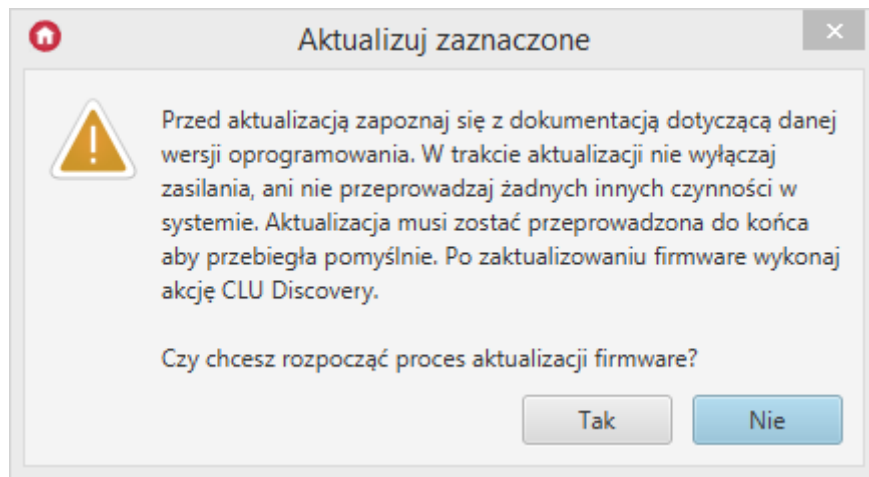 Aktualizuj zaznaczone
Przed aktualizacją zapoznaj się z dokumentacją dotyczącą danej
wersji oprogramowania. W trakcie aktualizacji nie wyłączaj
zasilania, ani nie przeprowadzaj żadnych innych czynności w
systemie. Aktualizacja musi zostać przeprowadzona do końca
aby przebiegła pomyślnie. Po zaktualizowaniu firmware wykonaj
akcję CLU Discovery.
Czy chcesz rozpocząć proces aktualizacji firmware?
Tak
Nie